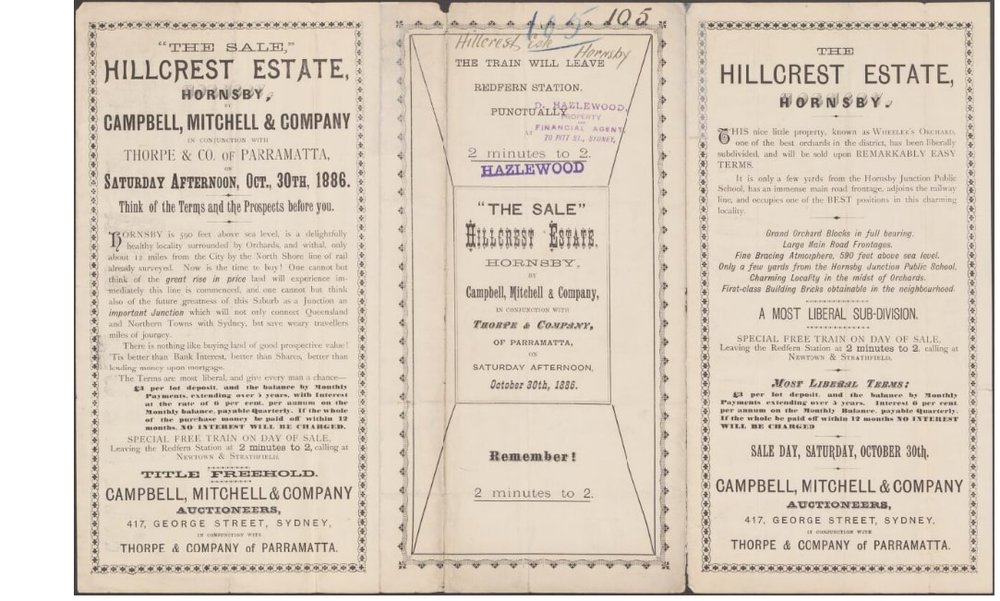 "THE SALE,"
HILLCREST ESTATE,
HORNSBY,
BY
CAMPBELL, MITCHELL & COMPANY
IN CONJUNCTION WITH
THORPE & CO. OF PARRAMATTA,
ON
SATURDAY AFTERNOON, OCT., 30TH, 1886.
Think of the Terms and the Prospects before you.
HORNSBY is 590 feet above sea level, is a delightfully
healthy locality surrounded by Orchards, and withal, only
about 12 miles from the City by the North Shore line of rail
already surveyed. Now is the time to buy! One cannot but
think of the great rise in price land will experience im-
mediately this line is commenced, and one cannot but think
also of the future greatness of this Suburb as a Junction an
important Junction which will not only connect Queensland
and Northern Towns with Sydney, but save weary travellers
miles of journey.
There is nothing like buying land of good prospective value!
'Tis better than Bank Interest, better than Shares, better than
lending money upon mortgage.
The Terms are most liberal, and give every man a chance—
£3 per lot deposit, and the balance by Monthly
Payments, extending over 5 years, with Interest
at the rate of 6 per cent. per annum on the
Monthly balance, payable Quarterly. If the whole
of the purchase money be paid off within 12
months, NO INTEREST WILL BE CHARGED.
SPECIAL FREE TRAIN ON DAY OF SALE,
Leaving the Redfern Station at 2 minutes to 2, calling at
NEWTOWN & STRATHFIELD.
TITLE FREEHOLD.
CAMPBELL, MITCHELL & COMPANY
AUCTIONEERS,
417, GEORGE STREET, SYDNEY,
IN CONJUNCTION WITH
THORPE & COMPANY of PARRAMATTA.
105 105
Hillcrest Este
Hornsby
THE TRAIN WILL LEAVE
REDFERN STATION.
PUNCTUALLY
AT
D. HAZLEWOOD,
PROPERTY
FINANCIAL AGENT,
70 PITT ST., SYDNEY,
2 minutes to 2.
HAZLEWOOD
"THE SALE"
HILLCREST ESTATE.
HORNSBY,
BY
Campbell, Mitchell & Company,
IN CONJUNCTION WITH
THORPE & COMPANY,
OF PARRAMATTA,
ON
SATURDAY AFTERNOON,
October 30th, 1886.
Remember!
2 minutes to 2.
THE
HILLCREST ESTATE,
HORNSBY.
THIS nice little property, known as WHEELER'S ORCHARD,
one of the best orchards in the district, has been liberally
subdivided, and will be sold upon REMARKABLY EASY
TERMS.
It is only a few yards from the Hornsby Junction Public
School, has an immense main road frontage, adjoins the railway
line, and occupies one of the BEST positions in this charming
locality.
Grand Orchard Blocks in full bearing.
Large Main Road Frontages.
Fine Bracing Atmosphere, 590 feet above sea level.
Only a few yards from the Hornsby Junction Public School.
Charming Locality in the midst of Orchards.
First-class Building Bricks obtainable in the neighbourhood.
A MOST LIBERAL SUB-DIVISION.
SPECIAL FREE TRAIN ON DAY OF SALE,
Leaving the Redfern Station at 2 minutes to 2, calling at
NEWTOWN & STRATHFIELD.
MOST LIBERAL TERMS:
£3 per lot deposit, and the balance by Monthly
Payments extending over 5 years. Interest 6 per cent.
per annum on the Monthly Balance, payable Quarterly.
If the whole be paid off within 12 months NO INTEREST
WILL BE CHARGED
SALE DAY, SATURDAY, OCTOBER 30th.
CAMPBELL, MITCHELL & COMPANY
AUCTIONEERS,
417, GEORGE STREET, SYDNEY,
IN CONJUNCTION WITH
THORPE & COMPANY of PARRAMATTA.